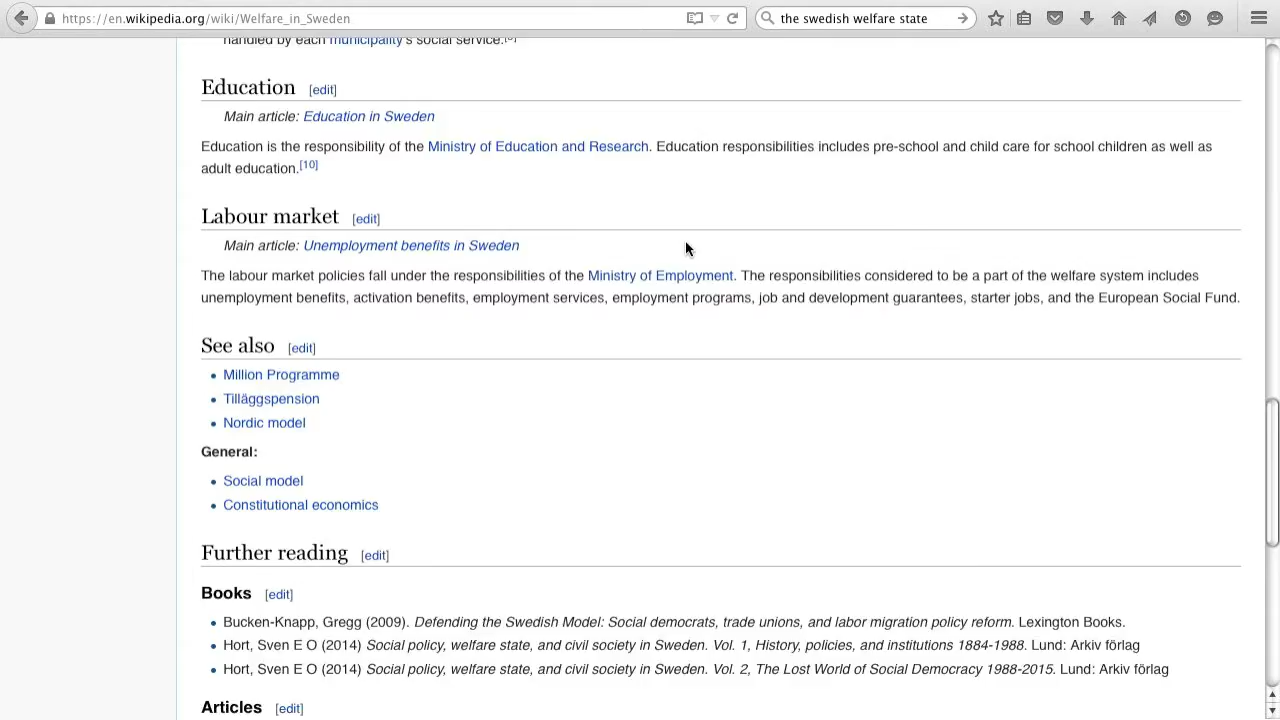 https://en.wikipedia.org/wiki/Welfare_in_Sweden
the swedish welfare state
handled by each municipality's social service.
Education [edit]
Main article: Education in Sweden
Education is the responsibility of the Ministry of Education and Research. Education responsibilities includes pre-school and child care for school children as well as
adult education.[10]
Labour market [edit]
Main article: Unemployment benefits in Sweden
The labour market policies fall under the responsibilities of the Ministry of Employment. The responsibilities considered to be a part of the welfare system includes
unemployment benefits, activation benefits, employment services, employment programs, job and development guarantees, starter jobs, and the European Social Fund.
See also [edit]
• Million Programme
• Tilläggspension
• Nordic model
General:
• Social model
• Constitutional economics
Further reading [edit]
Books [edit]
• Bucken-Knapp, Gregg (2009). Defending the Swedish Model: Social democrats, trade unions, and labor migration policy reform. Lexington Books.
• Hort, Sven E O (2014) Social policy, welfare state, and civil society in Sweden. Vol. 1, History, policies, and institutions 1884-1988. Lund: Arkiv förlag
• Hort, Sven E O (2014) Social policy, welfare state, and civil society in Sweden. Vol. 2, The Lost World of Social Democracy 1988-2015. Lund: Arkiv förlag
Articles [edit]